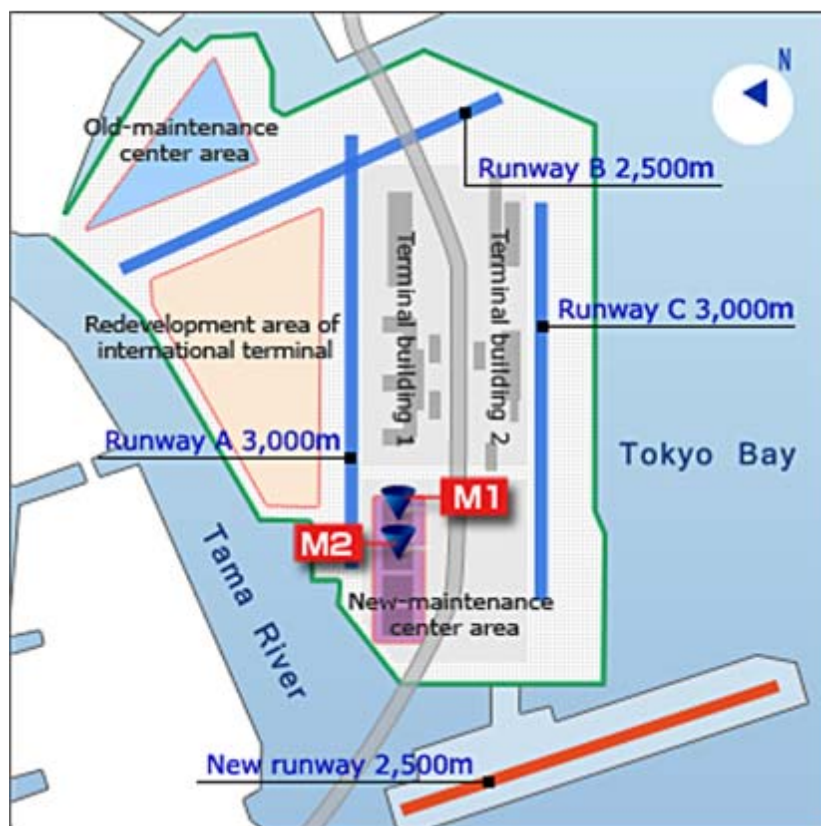 N
Old-maintenance
center area
Runway B 2,500m
Terminal building 1
Terminal building 2
Runway C 3,000m
Redevelopment area of
international terminal
Runway A 3,000m
Tokyo Bay
M1
M2
Tama River
New-maintenance
center area
New runway 2,500m